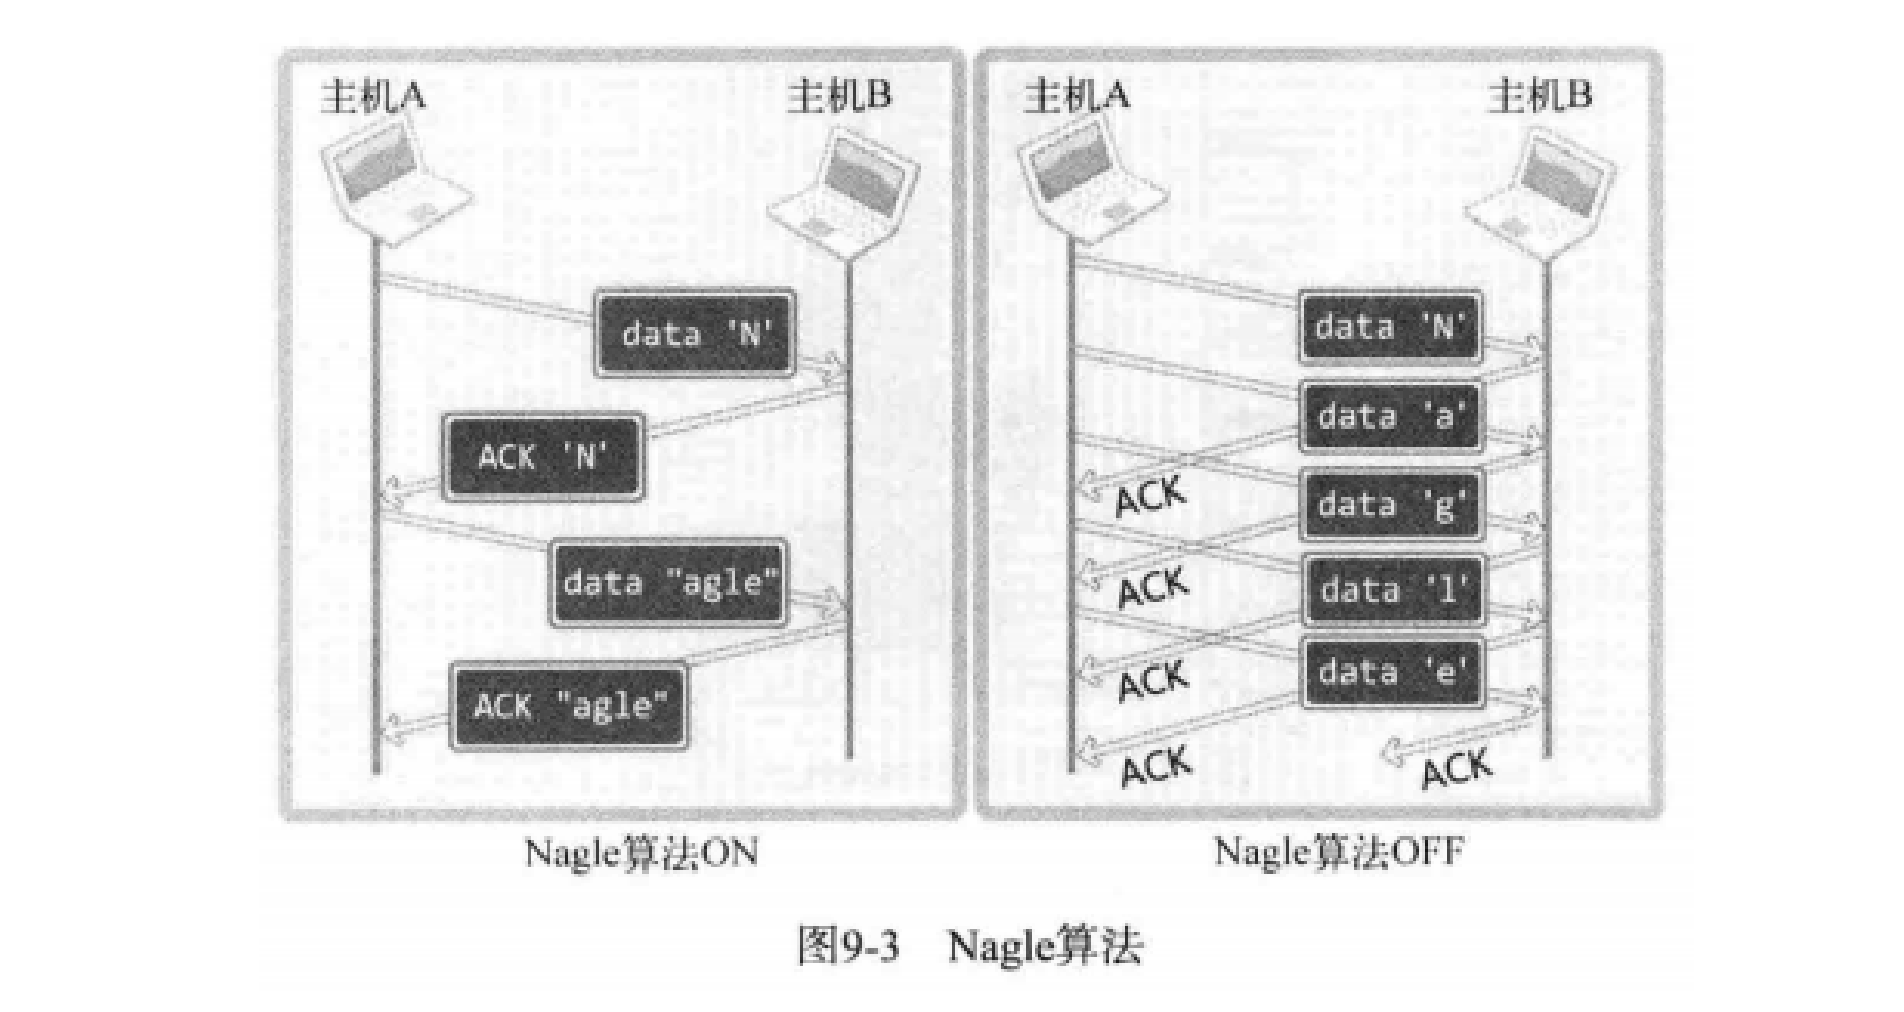 主机A
主机B
data 'N'
ACK 'N'
data "agle"
ACK "agle"
Nagle算法ON
主机A
主机B
data 'N'
data 'a'
ACK
data 'g'
ACK
data 'l'
ACK
data 'e'
ACK
ACK
Nagle算法OFF
图9-3 Nagle算法